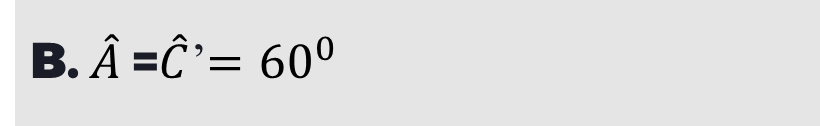 B. Â =Ĉ’= 60⁰